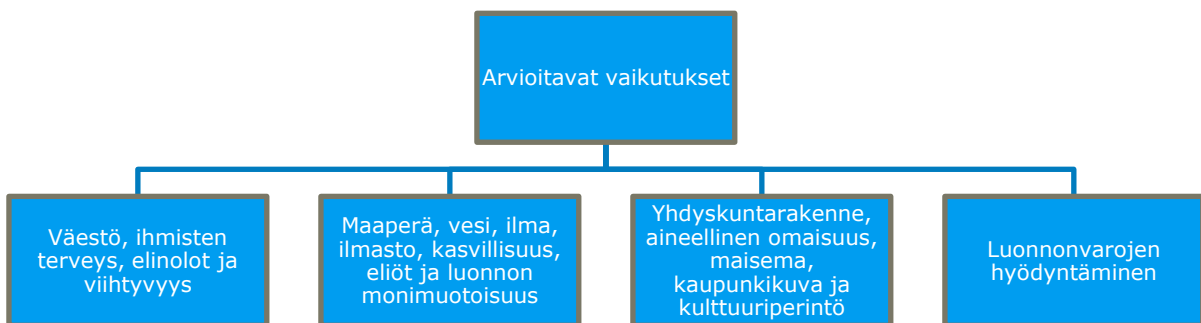 Arvioitavat vaikutukset
Väestö, ihmisten
terveys, elinolot ja
viihtyvyys
Maaperä, vesi, ilma,
ilmasto, kasvillisuus,
eliöt ja luonnon
monimuotoisuus
Yhdyskuntarakenne,
aineellinen omaisuus,
maisema,
kaupunkikuva ja
kulttuuriperintö
Luonnonvarojen
hyödyntäminen